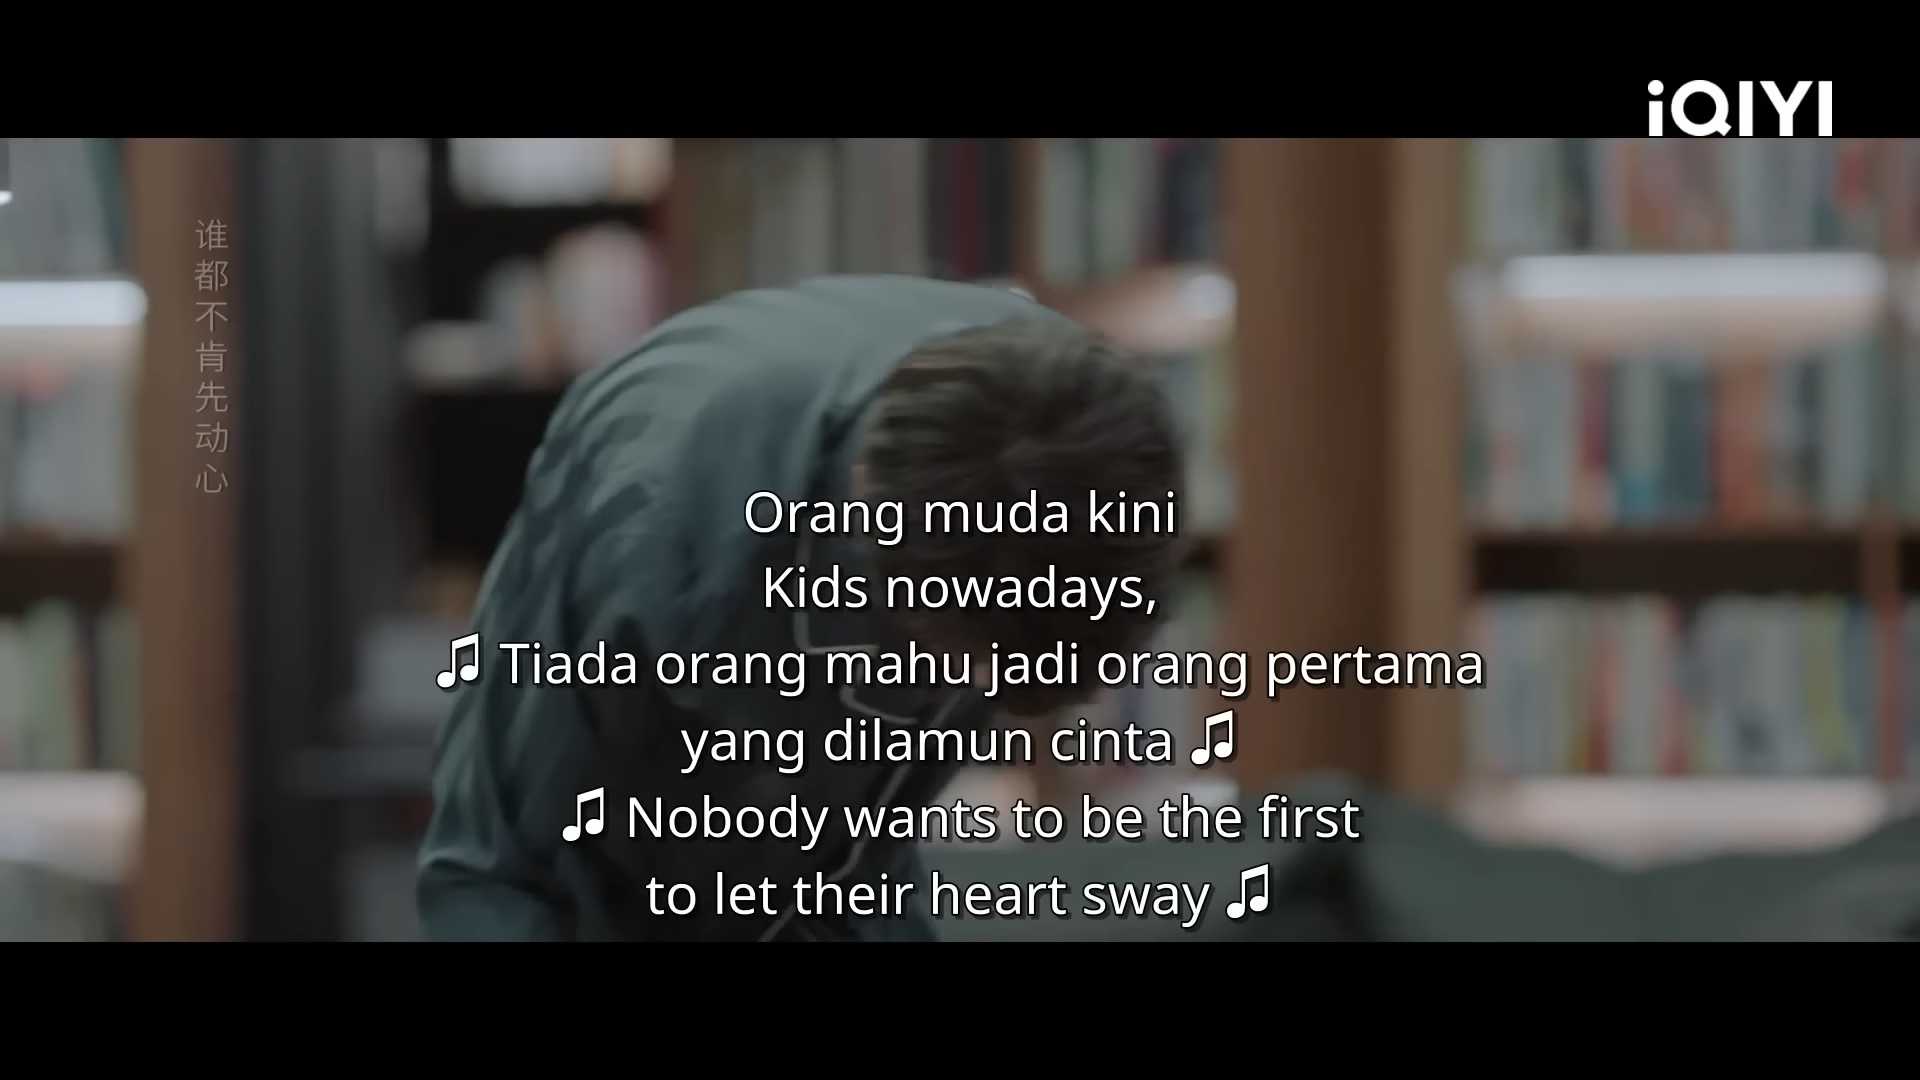 iQIYI
谁都不肯先动心
Orang muda kini
Kids nowadays,
♫ Tiada orang mahu jadi orang pertama
yang dilamun cinta ♫
♫ Nobody wants to be the first
to let their heart sway ♫